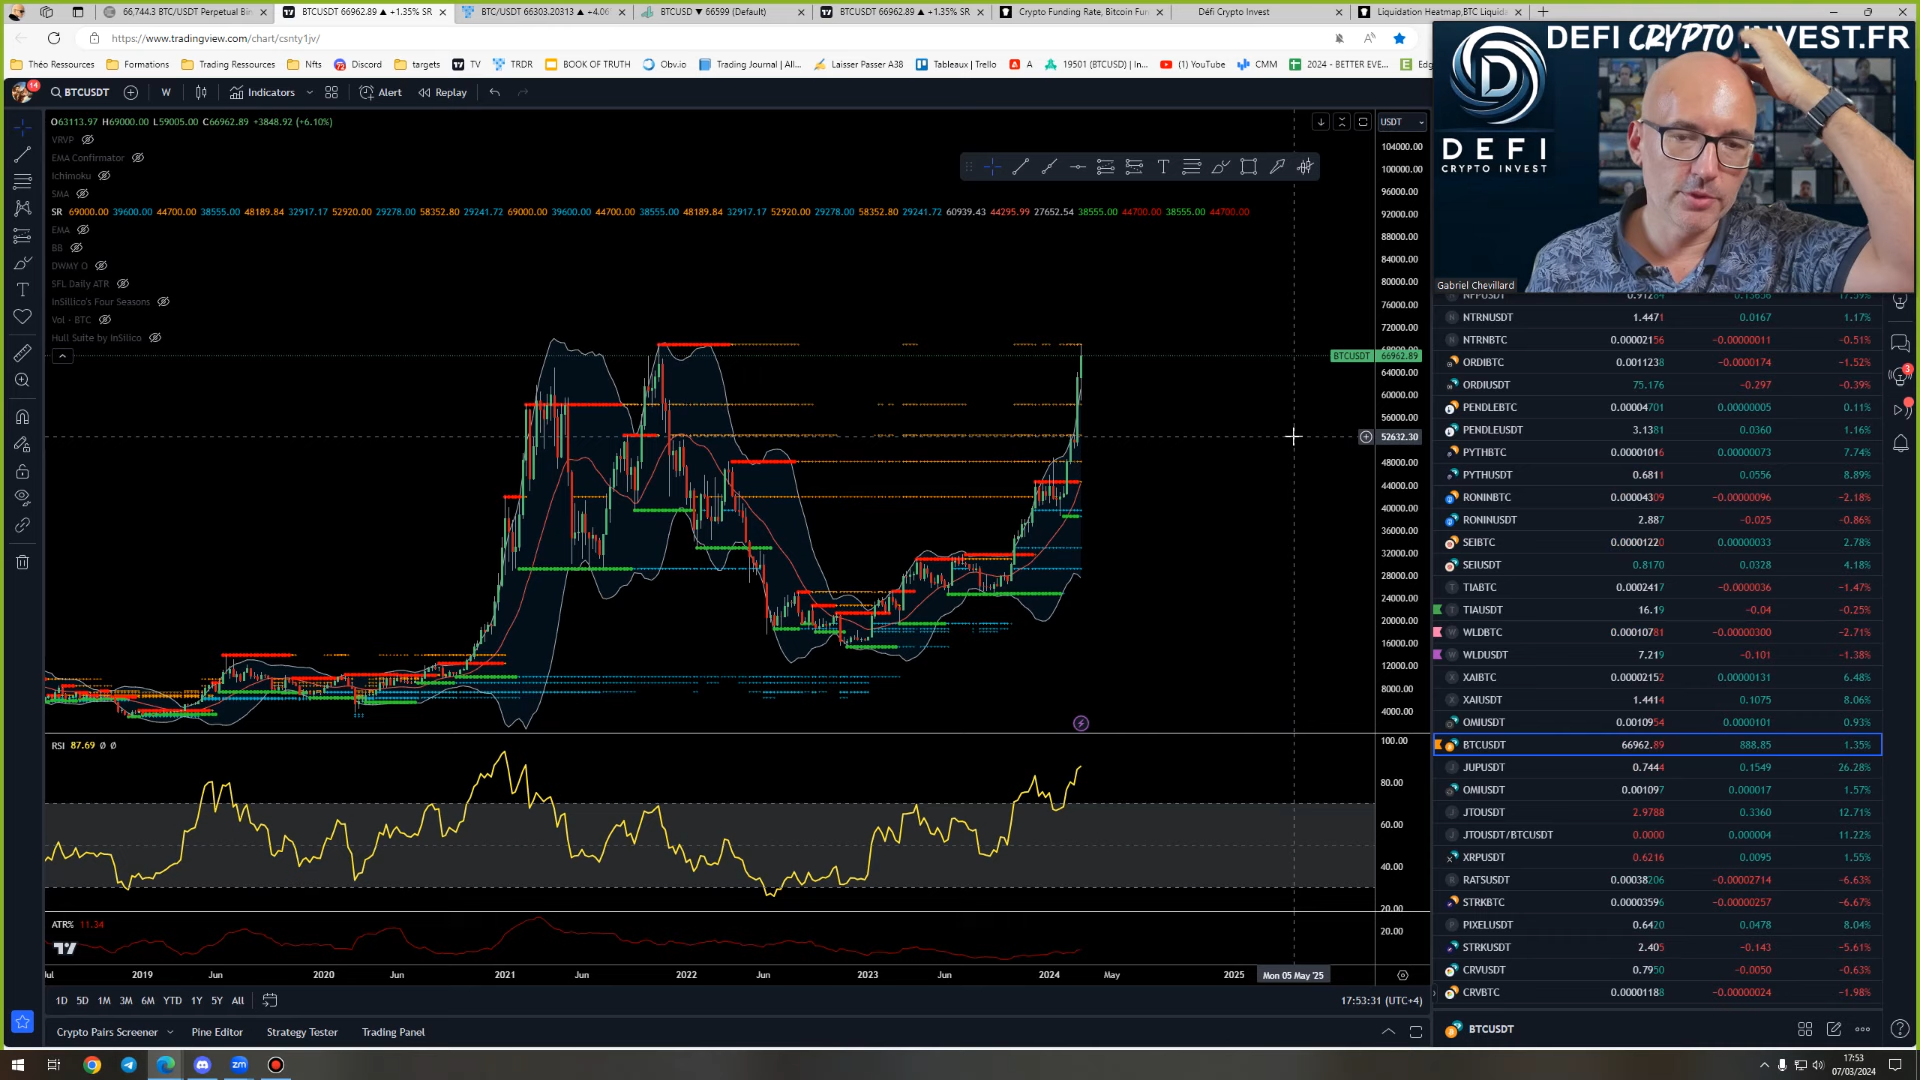 66,744.3 BTC/USDT Perpetual Bin
BTCUSDT 66962.89 ▲ +1.35% SR
BTC/USDT 66303.20313 ▲ +4.06
BTCUSD ▼ 66599 (Default)
BTCUSDT 66962.89 ▲ +1.35% SR
Crypto Funding Rate, Bitcoin Fun
Défi Crypto Invest
Liquidation Heatmap,BTC Liquid
https://www.tradingview.com/chart/csnty1jv/
Théo Ressources
Formations
Trading Ressources
Nfts
Discord
targets
TV
TRDR
BOOK OF TRUTH
Obv.io
Trading Journal | All...
Laisser Passer A38
Tableaux | Trello
A
19501 (BTCUSD) | In...
(1) YouTube
CMM
2024 - BETTER EVE...
BTCUSDT
W
Indicators
Alert
Replay
O63113.97 H69000.00 L59005.00 C66962.89 +3848.92 (+6.10%)
VRVP
EMA Confirmator
Ichimoku
SMA
SR 69000.00 39600.00 44700.00 38555.00 48189.84 32917.17 52920.00 29278.00 58352.80 29241.72 69000.00 39600.00 44700.00 38555.00 48189.84 32917.17 52920.00 29278.00 58352.80 29241.72 60939.43 44295.99 27652.54 38555.00 44700.00 38555.00 44700.00
EMA
BB
DWMY O
SFL Daily ATR
InSilico's Four Seasons
Vol - BTC
Hull Suite by InSilico
USDT
104000.00
100000.00
96000.00
92000.00
88000.00
84000.00
80000.00
76000.00
72000.00
BTCUSDT 66962.89
64000.00
60000.00
56000.00
52632.30
48000.00
44000.00
40000.00
36000.00
32000.00
28000.00
24000.00
20000.00
16000.00
12000.00
8000.00
4000.00
RSI 87.69 Ø Ø
100.00
80.00
60.00
40.00
20.00
ATR% 11.34
20.00
2019 Jun 2020 Jun 2021 Jun 2022 Jun 2023 Jun 2024 May 2025 Mon 05 May '25
1D 5D 1M 3M 6M YTD 1Y 5Y All
17:53:31 (UTC+4)
Crypto Pairs Screener
Pine Editor
Strategy Tester
Trading Panel
DEFI CRYPTO INVEST.FR
DEFI
CRYPTO INVEST
Gabriel Chevillard
NTRNUSDT 1.4471 0.0167 1.17%
NTRNBTC 0.00002156 −0.00000011 −0.51%
ORDIBTC 0.0011238 −0.0000174 −1.52%
ORDIUSDT 75.176 −0.297 −0.39%
PENDLEBTC 0.00004701 0.00000005 0.11%
PENDLEUSDT 3.1381 0.0360 1.16%
PYTHBTC 0.00001016 0.00000073 7.74%
PYTHUSDT 0.6811 0.0556 8.89%
RONINBTC 0.00004309 −0.00000096 −2.18%
RONINUSDT 2.887 −0.025 −0.86%
SEIBTC 0.00001220 0.00000033 2.78%
SEIUSDT 0.8170 0.0328 4.18%
TIABTC 0.0002417 −0.0000036 −1.47%
TIAUSDT 16.19 −0.04 −0.25%
WLDBTC 0.00010781 −0.00000300 −2.71%
WLDUSDT 7.219 −0.101 −1.38%
XAIBTC 0.00002152 0.00000131 6.48%
XAIUSDT 1.4414 0.1075 8.06%
OMIUSDT 0.0010954 0.0000101 0.93%
BTCUSDT 66962.89 888.85 1.35%
JUPUSDT 0.7444 0.1549 26.28%
OMIUSDT 0.001097 0.000017 1.57%
JTOUSDT 2.9788 0.3360 12.71%
JTOUSDT/BTCUSDT 0.0000 0.000004 11.22%
XRPUSDT 0.6216 0.0095 1.55%
RATSUSDT 0.00038206 −0.00002714 −6.63%
STRKBTC 0.00003596 −0.00000257 −6.67%
PIXELUSDT 0.6420 0.0478 8.04%
STRKUSDT 2.405 −0.143 −5.61%
CRVUSDT 0.7950 −0.0050 −0.63%
CRVBTC 0.00001188 −0.00000024 −1.98%
BTCUSDT
17:53
07/03/2024